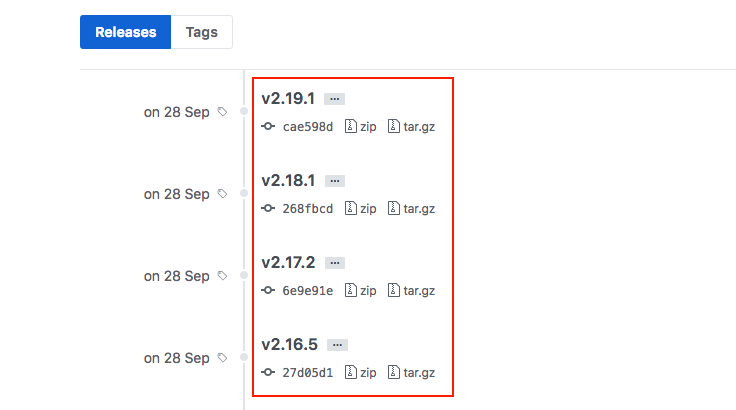 Releases Tags
v2.19.1 ...
on 28 Sep
cae598d zip tar.gz
v2.18.1 ...
on 28 Sep
268fbcd zip tar.gz
v2.17.2 ...
on 28 Sep
6e9e91e zip tar.gz
v2.16.5 ...
on 28 Sep
27d05d1 zip tar.gz